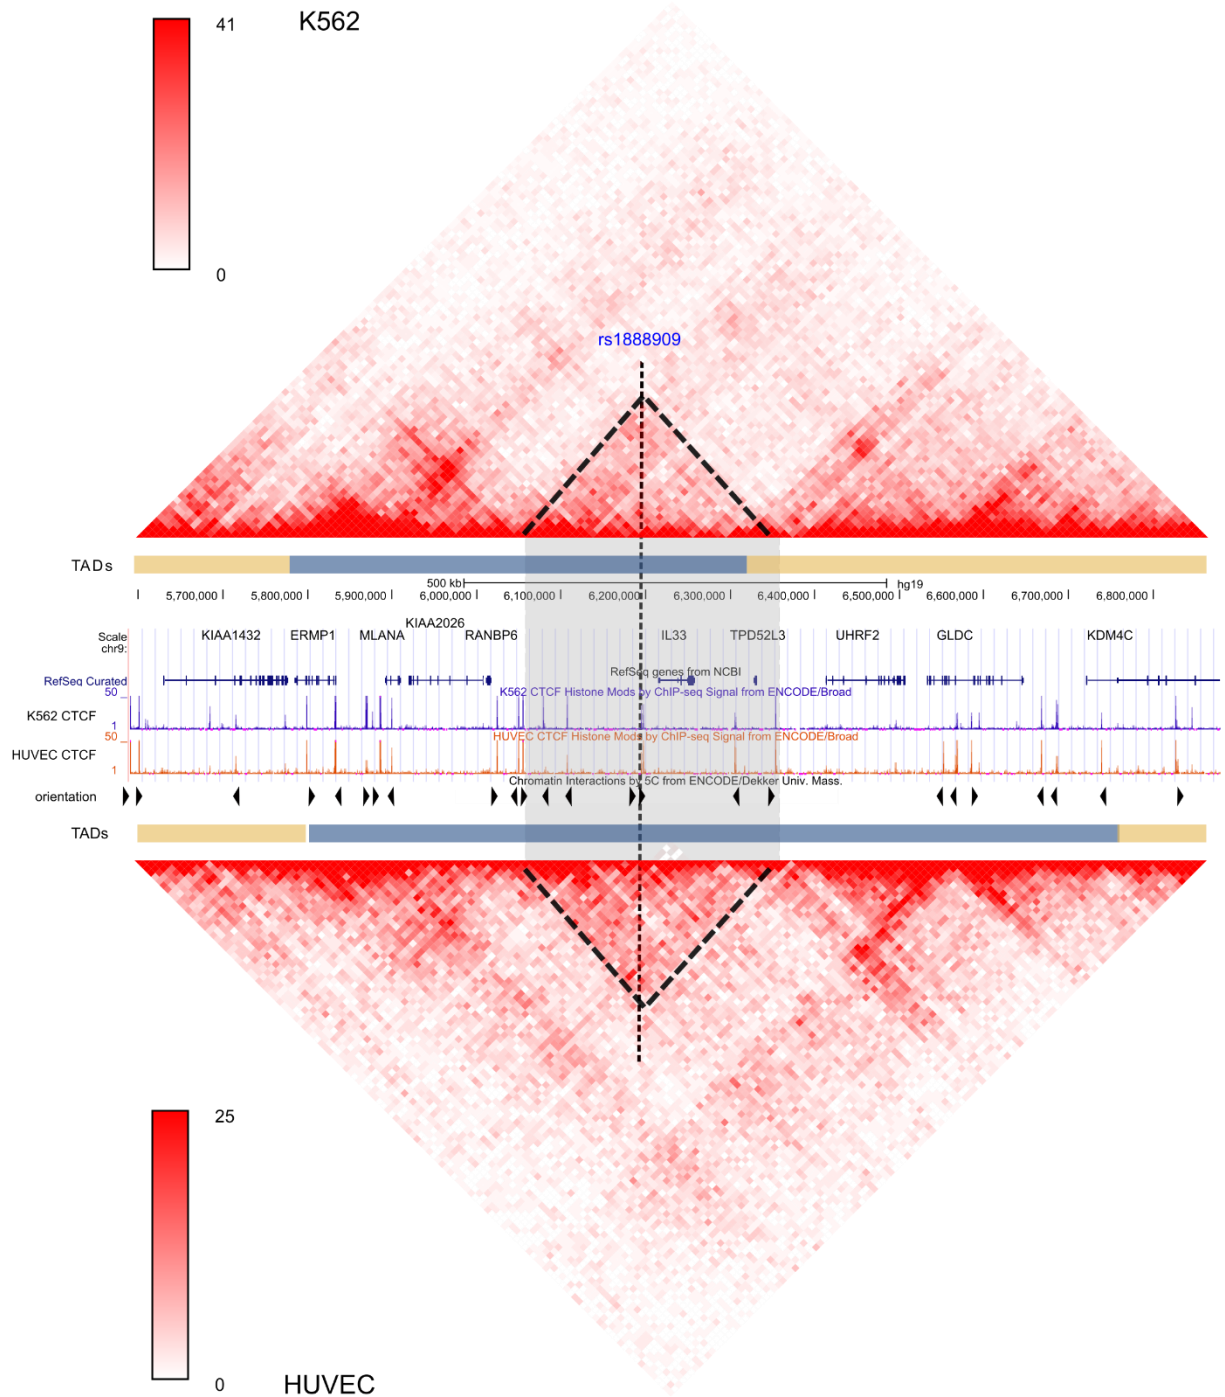 41
K562
0
rs1888909
TADs
500 kb
hg19
5,700,000
5,800,000
5,900,000
6,000,000
6,100,000
6,200,000
6,300,000
6,400,000
6,500,000
6,600,000
6,700,000
6,800,000
Scale
chr9:
KIAA1432
ERMP1
MLANA
KIAA2026
RANBP6
IL33
TPD52L3
UHRF2
GLDC
KDM4C
RefSeq genes from NCBI
RefSeq Curated
50
K562 CTCF Histone Mods by ChIP-seq Signal from ENCODE/Broad
K562 CTCF
1
50
HUVEC CTCF Histone Mods by ChIP-seq Signal from ENCODE/Broad
HUVEC CTCF
1
Chromatin Interactions by 5C from ENCODE/Dekker Univ. Mass.
orientation
TADs
25
0
HUVEC